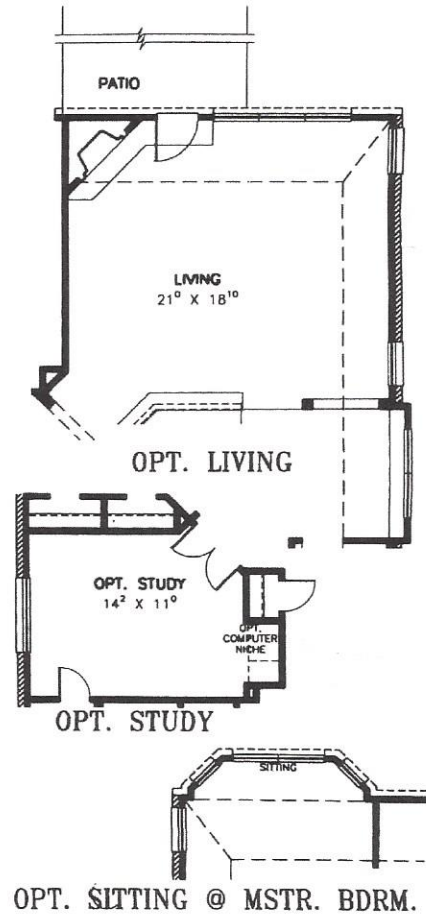 PATIO
LIVING
21⁰ X 18¹⁰
OPT. LIVING
OPT. STUDY
14² X 11⁰
OPT.
COMPUTER
NICHE
OPT. STUDY
SITTING
OPT. SITTING @ MSTR. BDRM.